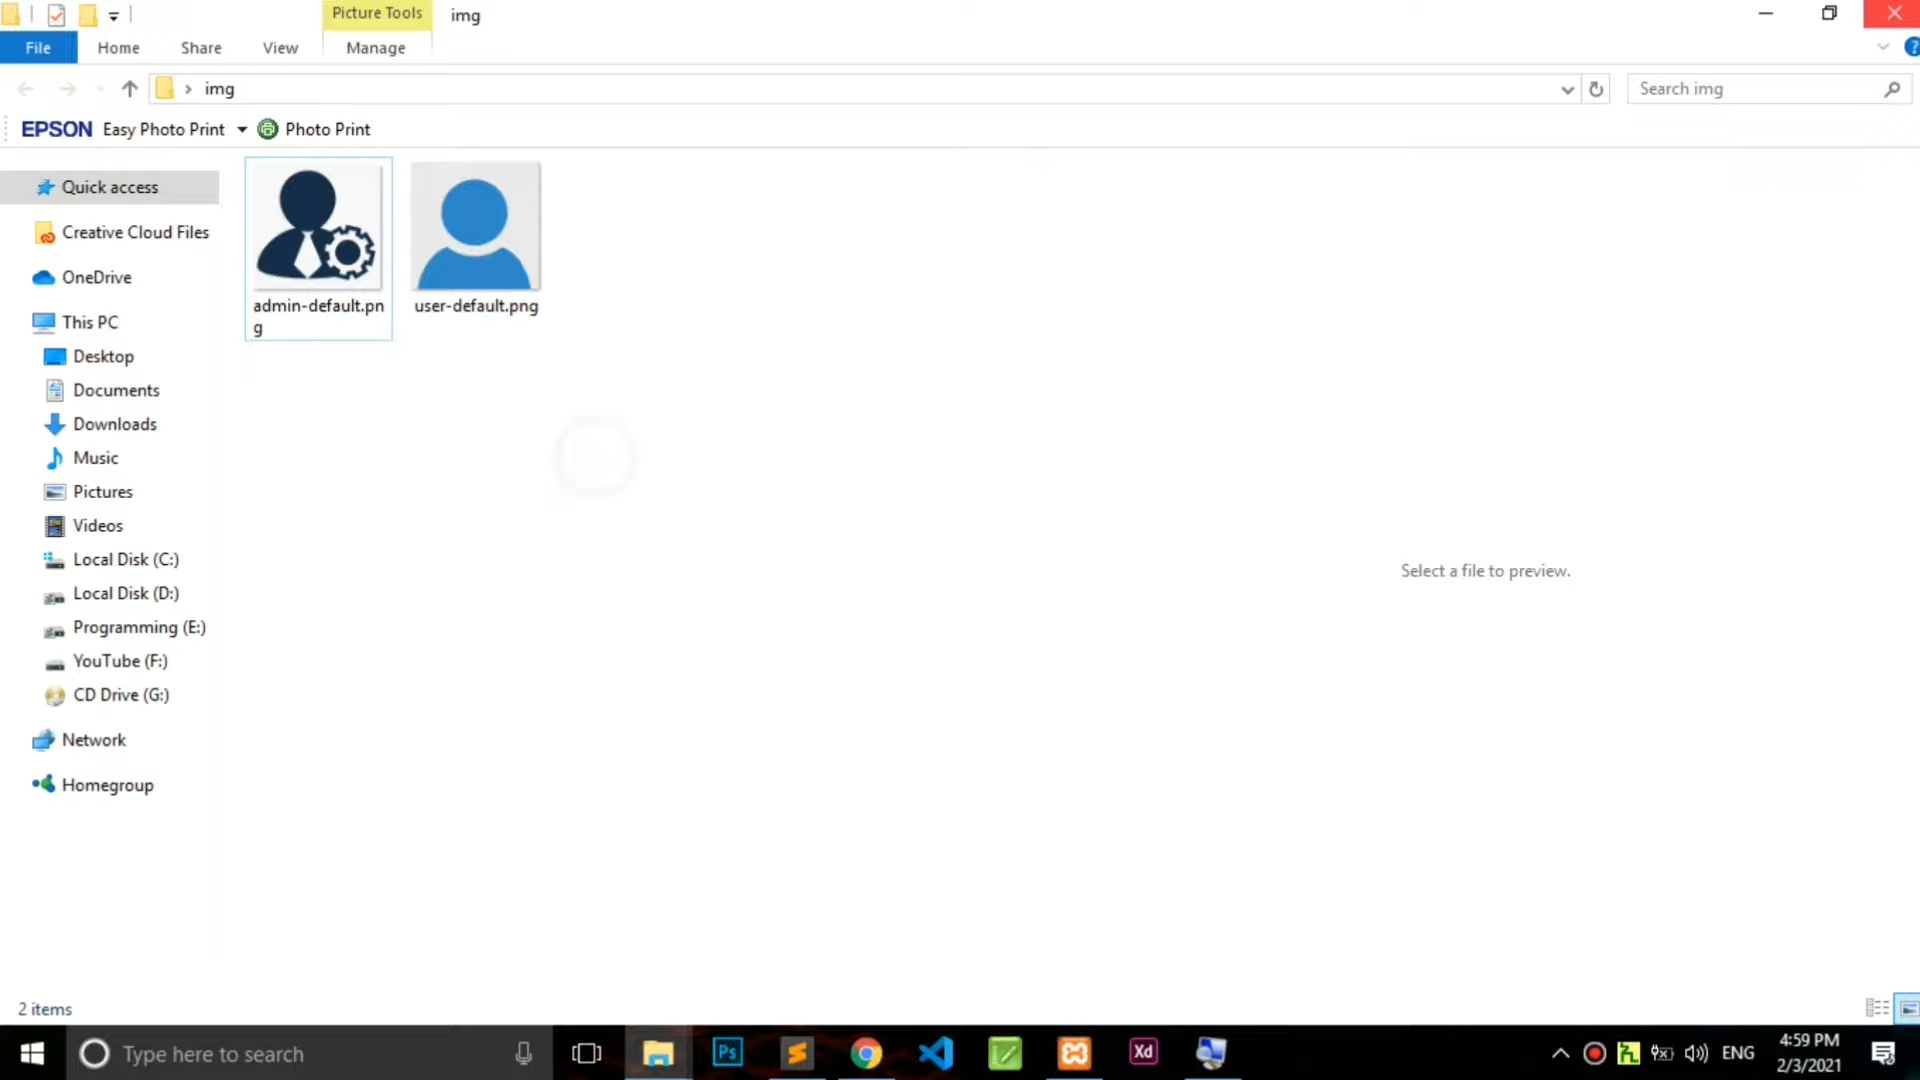 Picture Tools
img
File
Home
Share
View
Manage
img
Search img
EPSON Easy Photo Print
Photo Print
Quick access
Creative Cloud Files
OneDrive
This PC
Desktop
Documents
Downloads
Music
Pictures
Videos
Local Disk (C:)
Local Disk (D:)
Programming (E:)
YouTube (F:)
CD Drive (G:)
Network
Homegroup
admin-default.pn
g
user-default.png
Select a file to preview.
2 items
Type here to search
Ps
Xd
ENG
4:59 PM
2/3/2021